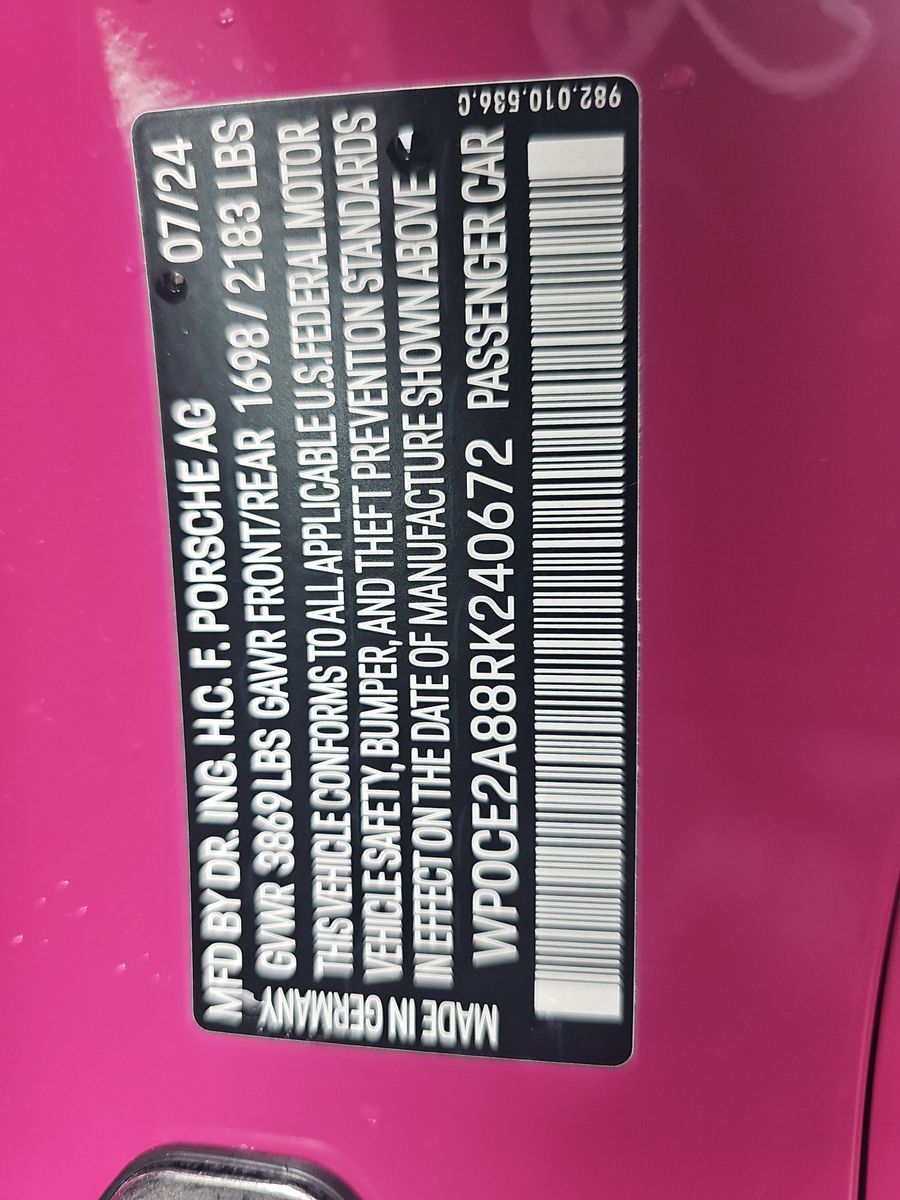 MFD BY DR. ING. H.C. F. PORSCHE AG 07/24
GVWR 3869 LBS GAWR FRONT/REAR 1698 / 2183 LBS
THIS VEHICLE CONFORMS TO ALL APPLICABLE U.S. FEDERAL MOTOR
VEHICLE SAFETY, BUMPER, AND THEFT PREVENTION STANDARDS
IN EFFECT ON THE DATE OF MANUFACTURE SHOWN ABOVE
WP0CE2A88RK240672 PASSENGER CAR
MADE IN GERMANY
982.010.536.C